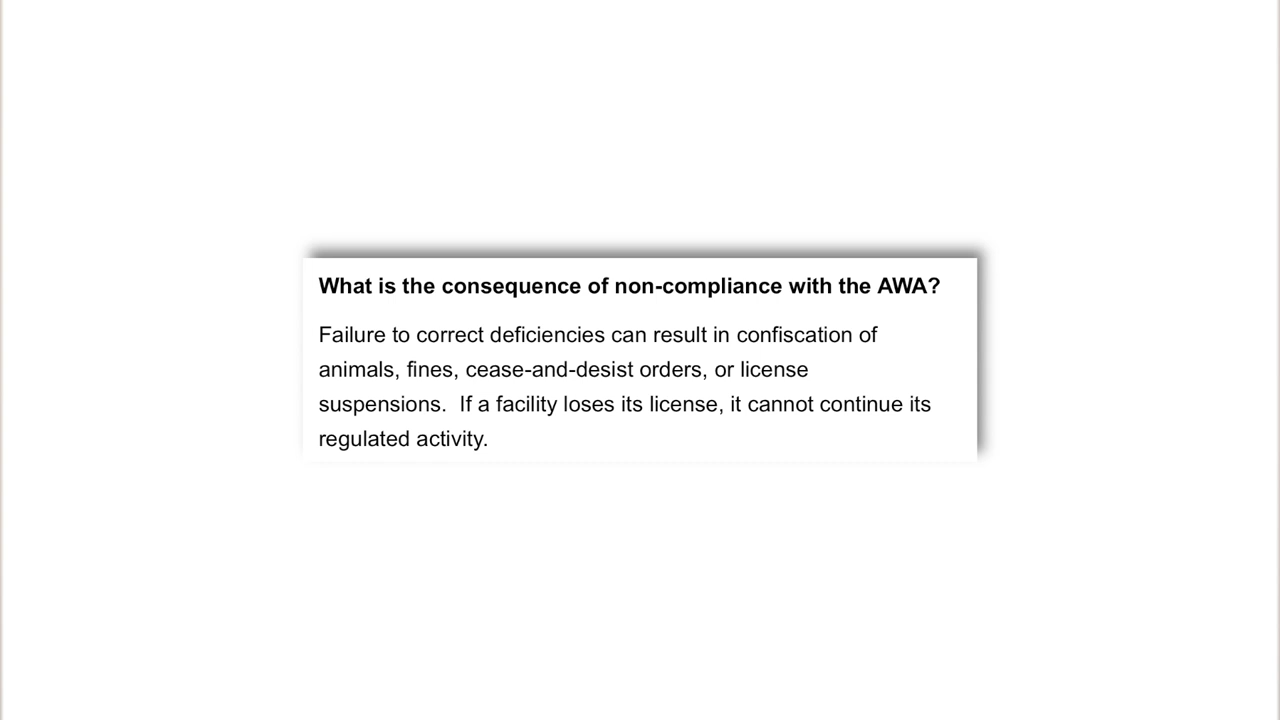 What is the consequence of non-compliance with the AWA?
Failure to correct deficiencies can result in confiscation of
animals, fines, cease-and-desist orders, or license
suspensions.  If a facility loses its license, it cannot continue its
regulated activity.